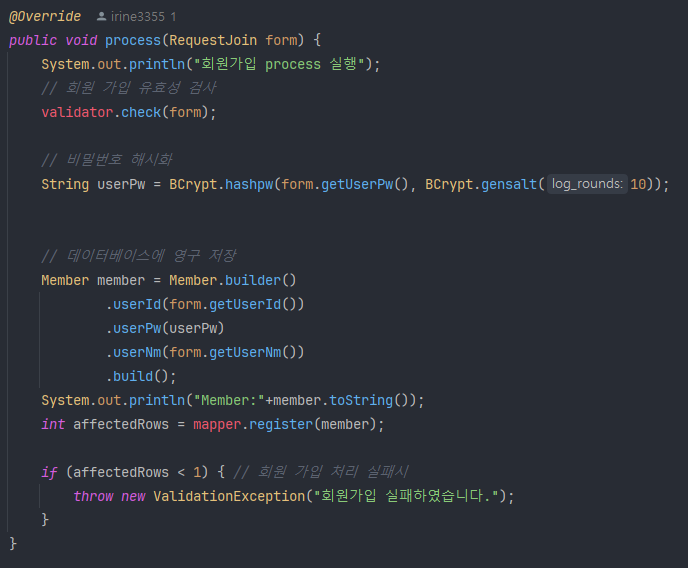 @Override irine3355 1
public void process(RequestJoin form) {
System.out.println("회원가입 process 실행");
// 회원 가입 유효성 검사
validator.check(form);
// 비밀번호 해시화
String userPw = BCrypt.hashpw(form.getUserPw(), BCrypt.gensalt( log_rounds: 10));
// 데이터베이스에 영구 저장
Member member = Member.builder()
.userId(form.getUserId())
.userPw(userPw)
.userNm(form.getUserNm())
.build();
System.out.println("Member:"+member.toString());
int affectedRows = mapper.register(member);
if (affectedRows < 1) { // 회원 가입 처리 실패시
throw new ValidationException("회원가입 실패하였습니다.");
}
}